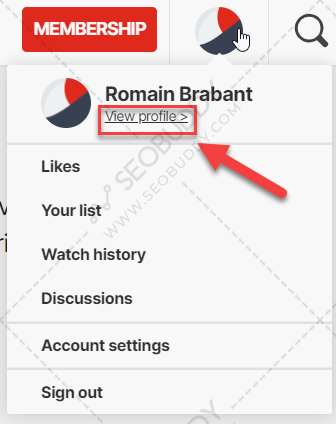 MEMBERSHIP
Romain Brabant
View profile >
Likes
Your list
Watch history
Discussions
Account settings
Sign out
SEOBUDDY
WWW.SEOBUDDY.COM